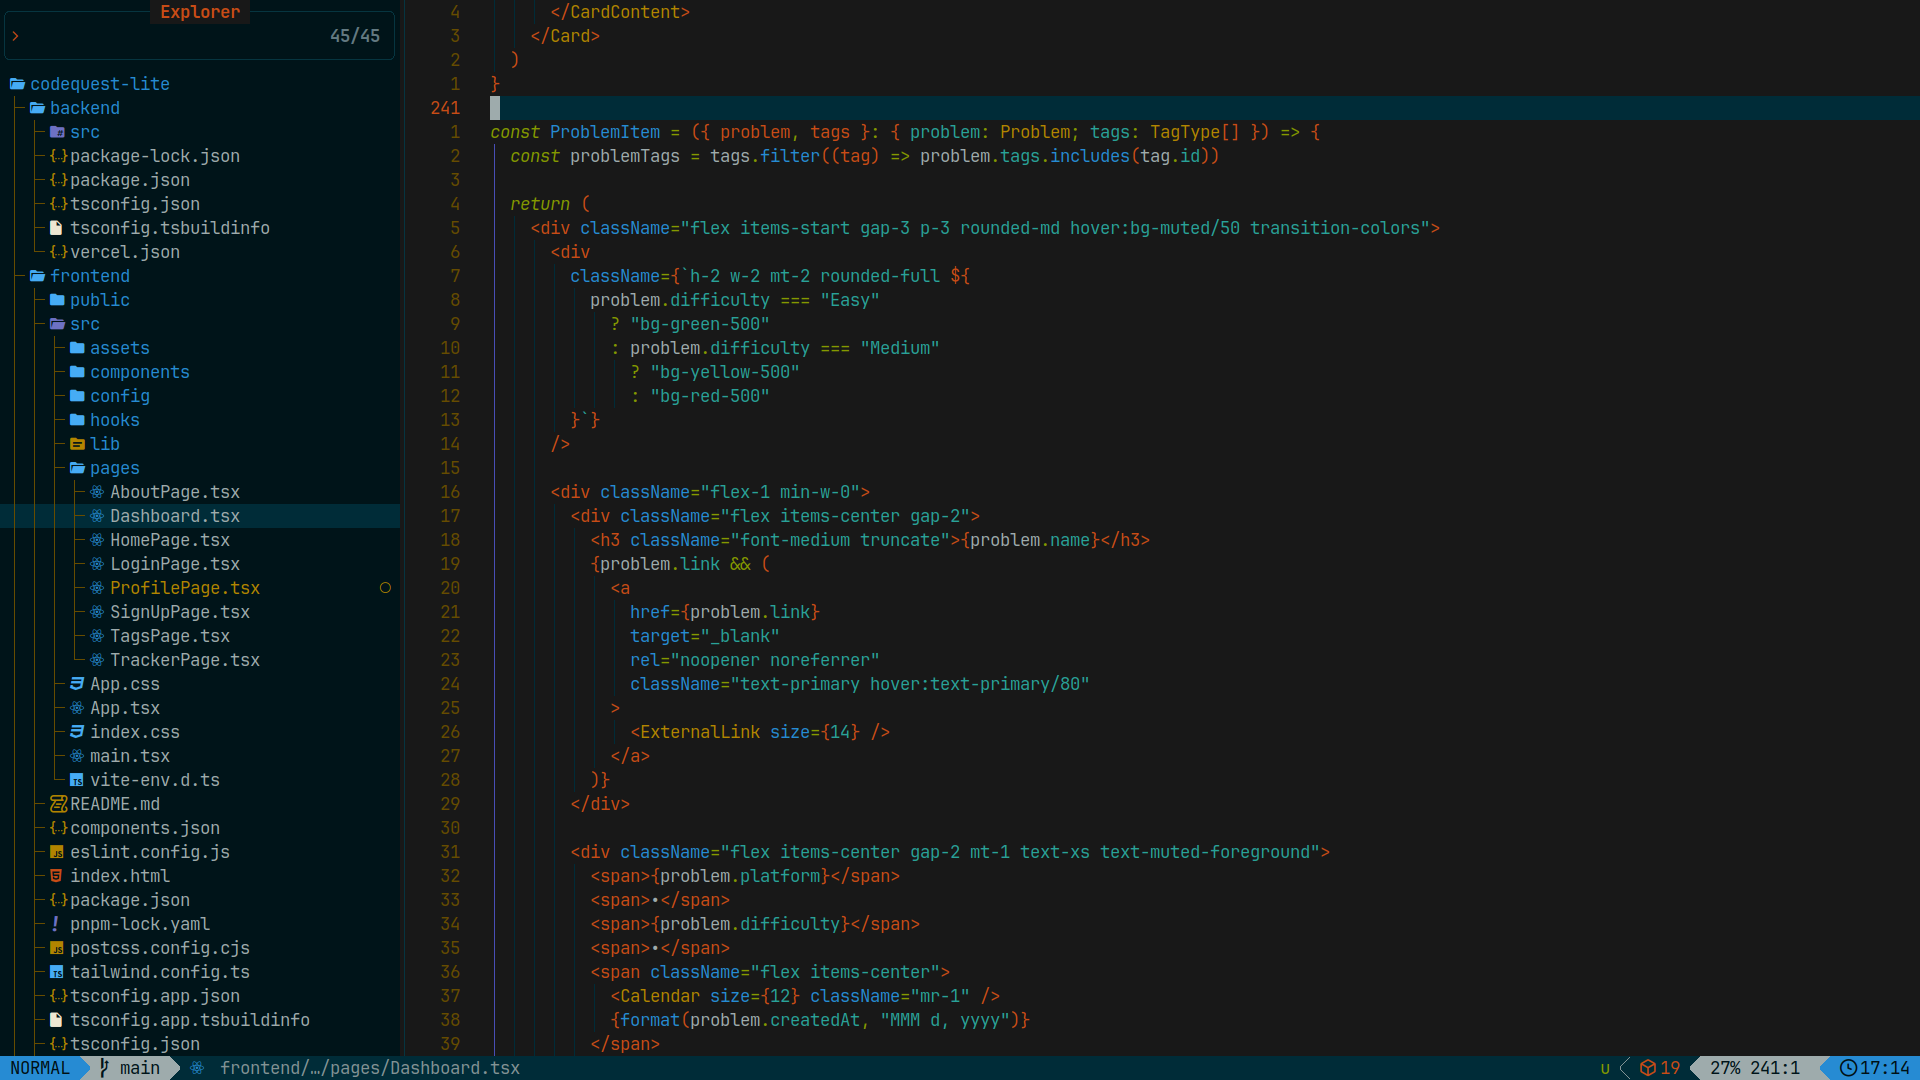 Explorer
> 45/45
codequest-lite
backend
src
{..}package-lock.json
{..}package.json
{..}tsconfig.json
tsconfig.tsbuildinfo
{..}vercel.json
frontend
public
src
assets
components
config
hooks
lib
pages
AboutPage.tsx
Dashboard.tsx
HomePage.tsx
LoginPage.tsx
ProfilePage.tsx
SignUpPage.tsx
TagsPage.tsx
TrackerPage.tsx
App.css
App.tsx
index.css
main.tsx
TS vite-env.d.ts
README.md
{..}components.json
JS eslint.config.js
index.html
{..}package.json
! pnpm-lock.yaml
JS postcss.config.cjs
TS tailwind.config.ts
{..}tsconfig.app.json
tsconfig.app.tsbuildinfo
{..}tsconfig.json
4 </CardContent>
3 </Card>
2 )
1 }
241
1 const ProblemItem = ({ problem, tags }: { problem: Problem; tags: TagType[] }) => {
2 const problemTags = tags.filter((tag) => problem.tags.includes(tag.id))
3
4 return (
5 <div className="flex items-start gap-3 p-3 rounded-md hover:bg-muted/50 transition-colors">
6 <div
7 className={`h-2 w-2 mt-2 rounded-full ${
8 problem.difficulty === "Easy"
9 ? "bg-green-500"
10 : problem.difficulty === "Medium"
11 ? "bg-yellow-500"
12 : "bg-red-500"
13 }`}
14 />
15
16 <div className="flex-1 min-w-0">
17 <div className="flex items-center gap-2">
18 <h3 className="font-medium truncate">{problem.name}</h3>
19 {problem.link && (
20 <a
21 href={problem.link}
22 target="_blank"
23 rel="noopener noreferrer"
24 className="text-primary hover:text-primary/80"
25 >
26 <ExternalLink size={14} />
27 </a>
28 )}
29 </div>
30
31 <div className="flex items-center gap-2 mt-1 text-xs text-muted-foreground">
32 <span>{problem.platform}</span>
33 <span>•</span>
34 <span>{problem.difficulty}</span>
35 <span>•</span>
36 <span className="flex items-center">
37 <Calendar size={12} className="mr-1" />
38 {format(problem.createdAt, "MMM d, yyyy")}
39 </span>
NORMAL main frontend/…/pages/Dashboard.tsx U 19 27% 241:1 17:14